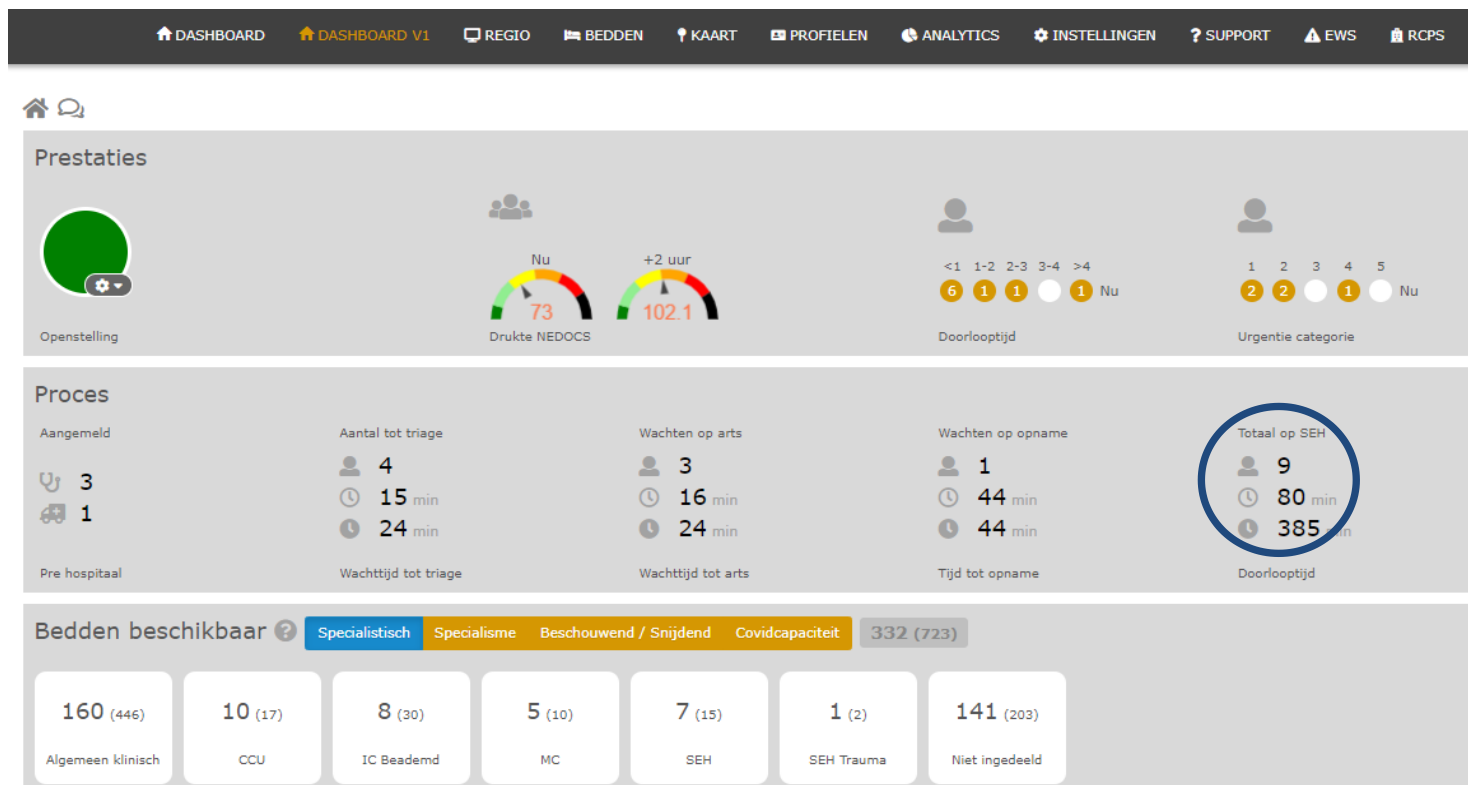 DASHBOARD DASHBOARD V1 REGIO BEDDEN KAART PROFIELEN ANALYTICS INSTELLINGEN ? SUPPORT EWS RCPS
Prestaties
Nu +2 uur
<1 1-2 2-3 3-4 >4
1 2 3 4 5
6 1 1 1 Nu
2 2 1 Nu
73 102.1
Openstelling
Drukte NEDOCS
Doorlooptijd
Urgentie categorie
Proces
Aangemeld
3
1
Pre hospitaal
Aantal tot triage
4
15 min
24 min
Wachttijd tot triage
Wachten op arts
3
16 min
24 min
Wachttijd tot arts
Wachten op opname
1
44 min
44 min
Tijd tot opname
Totaal op SEH
9
80 min
385 min
Doorlooptijd
Bedden beschikbaar ? Specialistisch Specialisme Beschouwend / Snijdend Covidcapaciteit 332 (723)
160 (446)
Algemeen klinisch
10 (17)
CCU
8 (30)
IC Beademd
5 (10)
MC
7 (15)
SEH
1 (2)
SEH Trauma
141 (203)
Niet ingedeeld